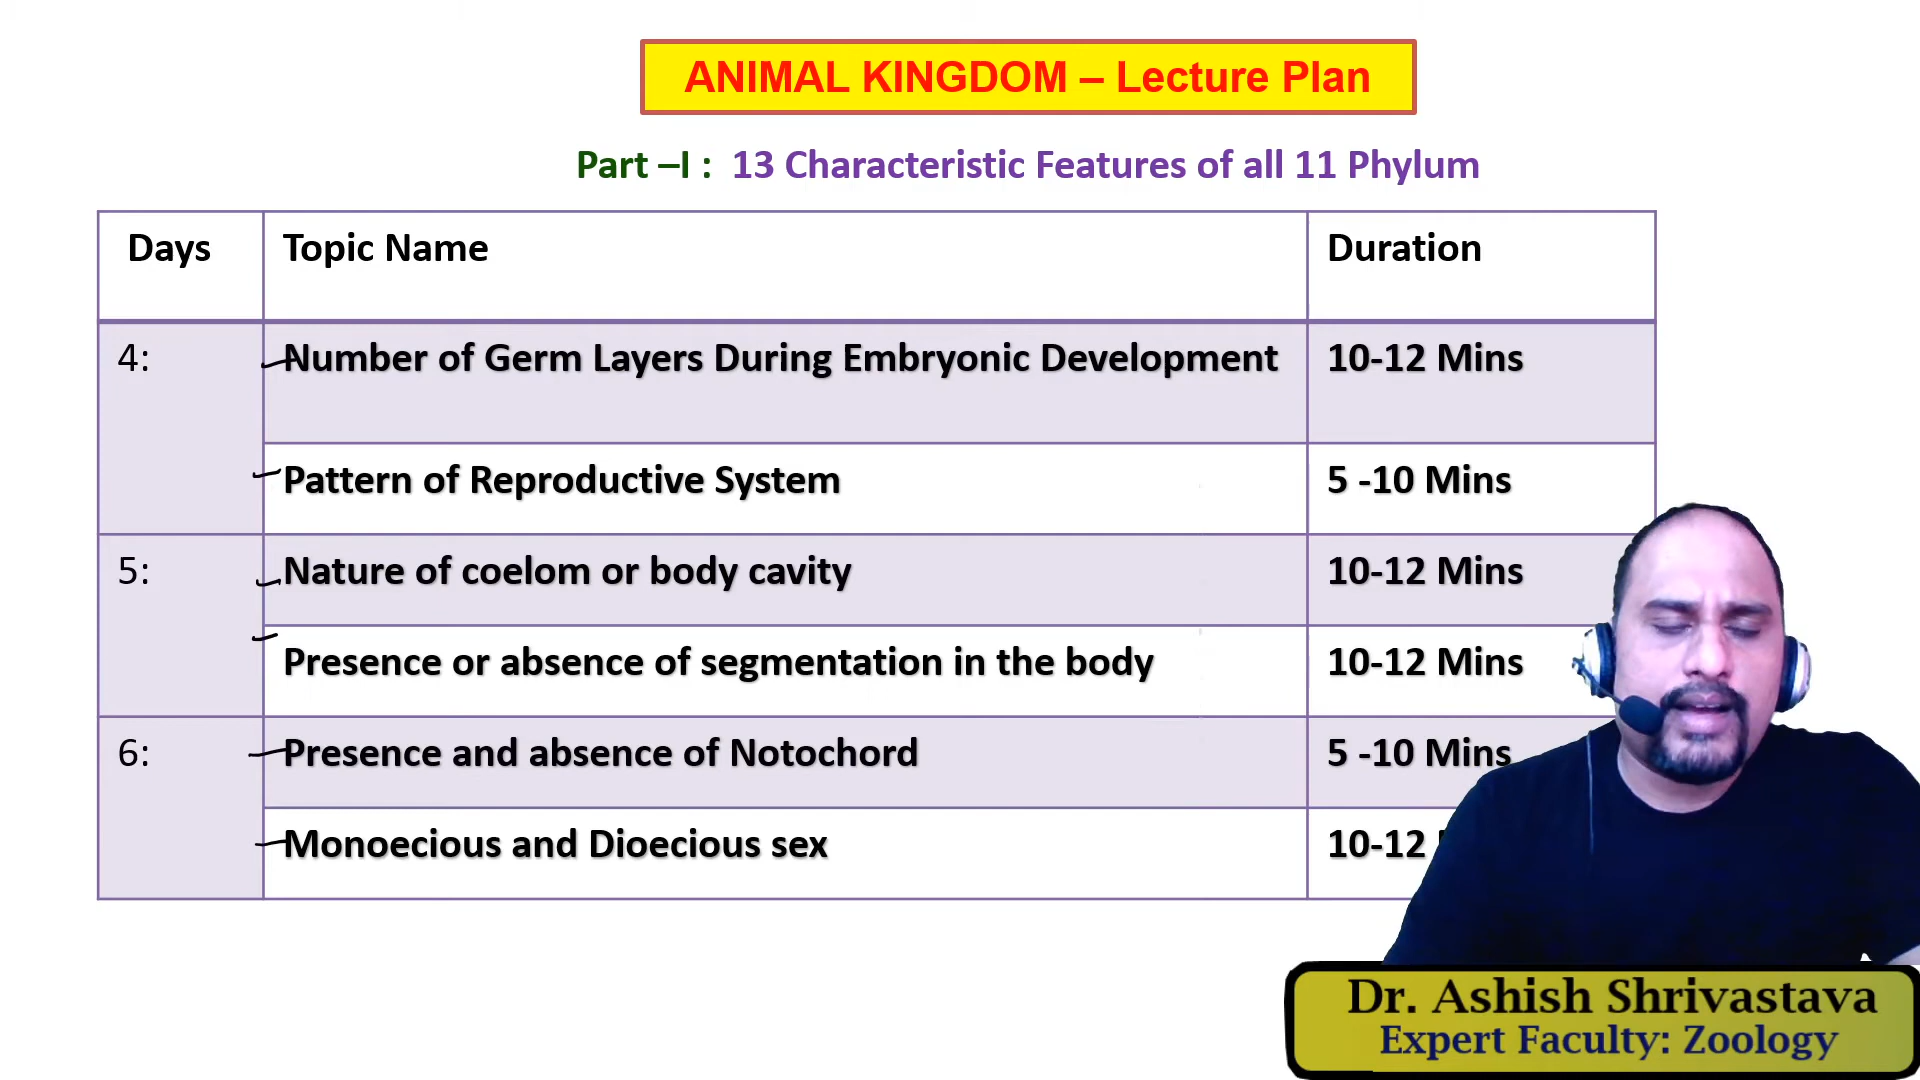 ANIMAL KINGDOM – Lecture Plan
Part –I : 13 Characteristic Features of all 11 Phylum
Days Topic Name Duration
4: Number of Germ Layers During Embryonic Development 10-12 Mins
Pattern of Reproductive System 5 -10 Mins
5: Nature of coelom or body cavity 10-12 Mins
Presence or absence of segmentation in the body 10-12 Mins
6: Presence and absence of Notochord 5 -10 Mins
Monoecious and Dioecious sex 10-12
Dr. Ashish Shrivastava
Expert Faculty: Zoology